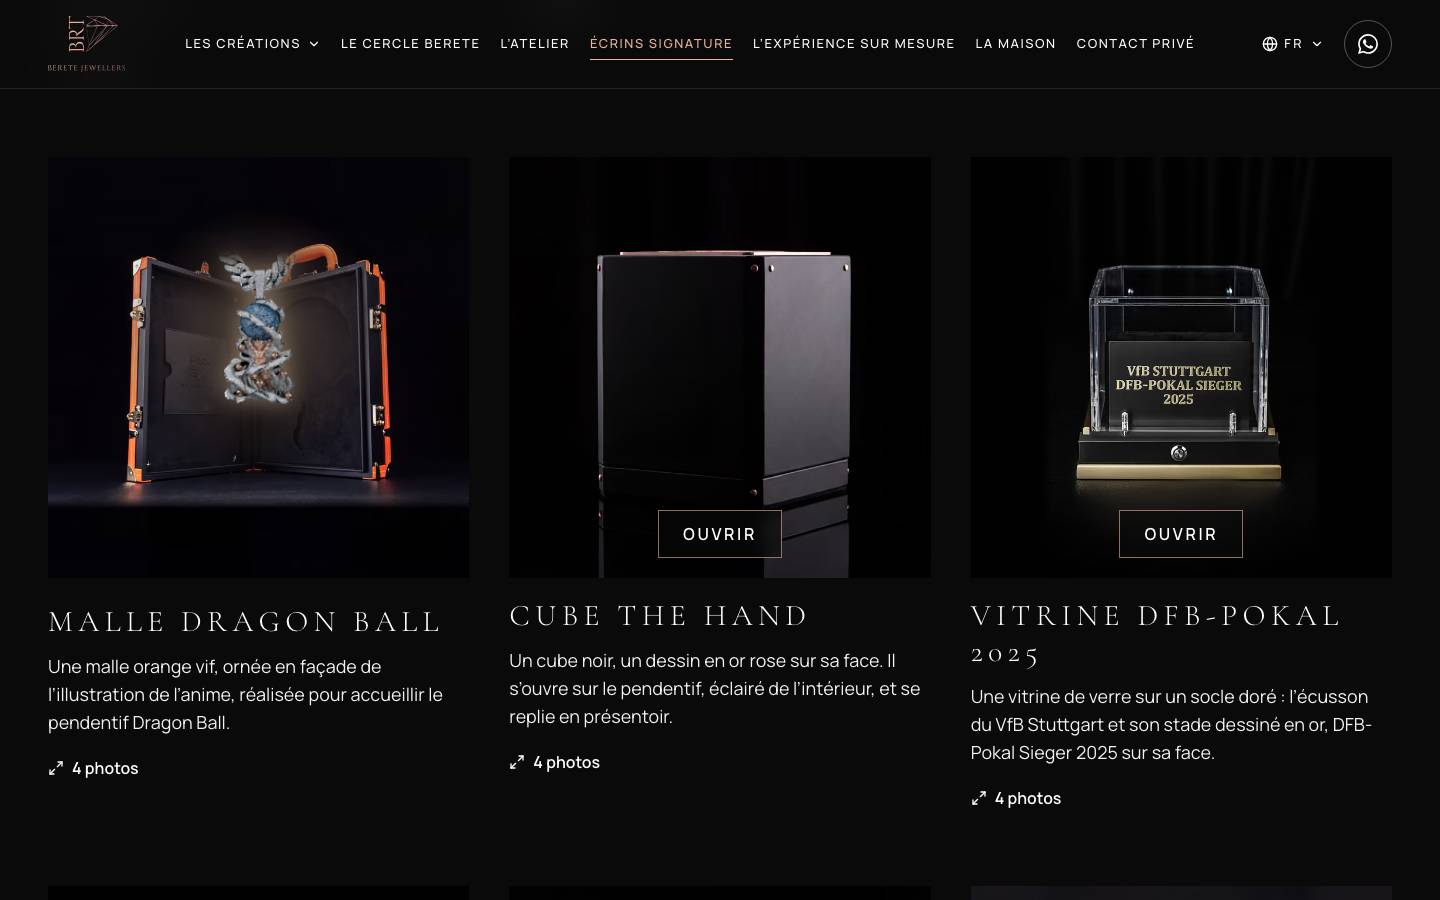 BRT
BERETE JEWELLERS
LES CRÉATIONS
LE CERCLE BERETE
L'ATELIER
ÉCRINS SIGNATURE
L'EXPÉRIENCE SUR MESURE
LA MAISON
CONTACT PRIVÉ
FR
VfB STUTTGART
DFB-POKAL SIEGER
2025
OUVRIR
OUVRIR
MALLE DRAGON BALL
Une malle orange vif, ornée en façade de
l'illustration de l'anime, réalisée pour accueillir le
pendentif Dragon Ball.
4 photos
CUBE THE HAND
Un cube noir, un dessin en or rose sur sa face. Il
s'ouvre sur le pendentif, éclairé de l'intérieur, et se
replie en présentoir.
4 photos
VITRINE DFB-POKAL
2025
Une vitrine de verre sur un socle doré : l'écusson
du VfB Stuttgart et son stade dessiné en or, DFB-
Pokal Sieger 2025 sur sa face.
4 photos